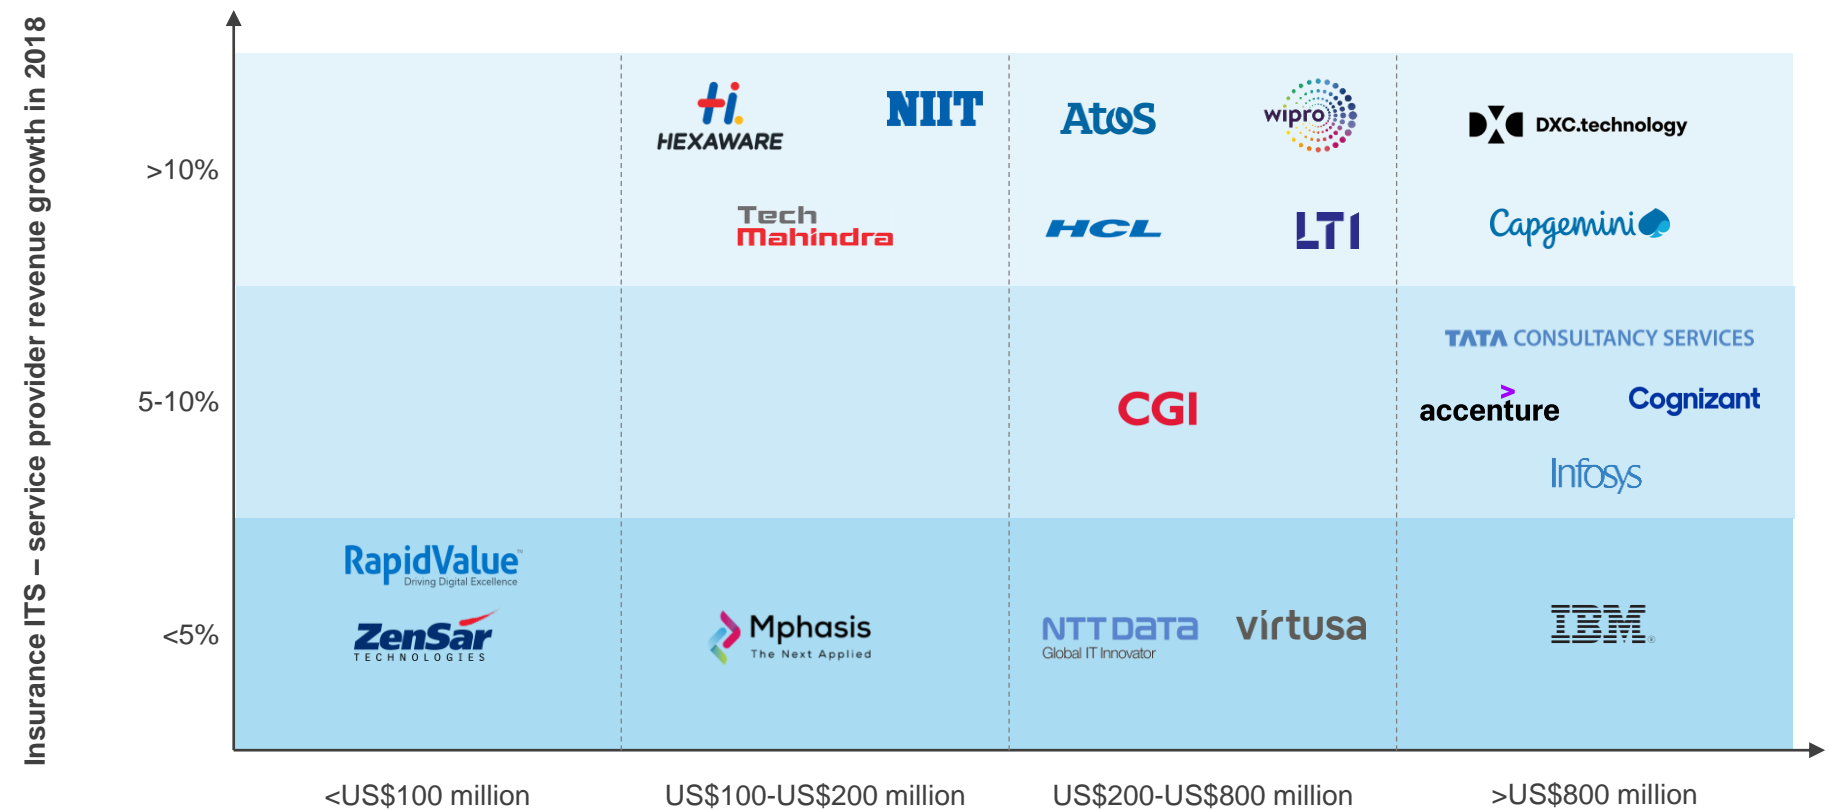 Insurance ITS – service provider revenue growth in 2018
>10%
HEXAWARE
NIIT
Atos
wipro
DXC.technology
Tech
Mahindra
HCL
LTI
Capgemini
5-10%
TATA CONSULTANCY SERVICES
CGI
accenture
Cognizant
Infosys
<5%
RapidValue™
Driving Digital Excellence
ZenSar
TECHNOLOGIES
Mphasis
The Next Applied
NTT DATA
Global IT Innovator
virtusa
IBM®
<US$100 million
US$100-US$200 million
US$200-US$800 million
>US$800 million